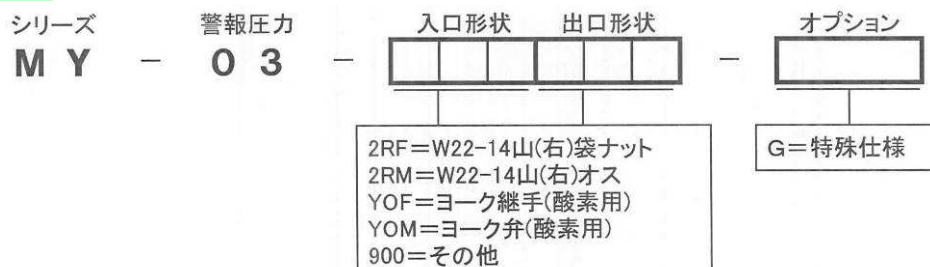 シリーズ 警報圧力 入口形状 出口形状 オプション
MY - 03 - -
2RF=W22-14山(右)袋ナット
2RM=W22-14山(右)オス
YOF=ヨーク継手(酸素用)
YOM=ヨーク弁(酸素用)
900=その他
G=特殊仕様